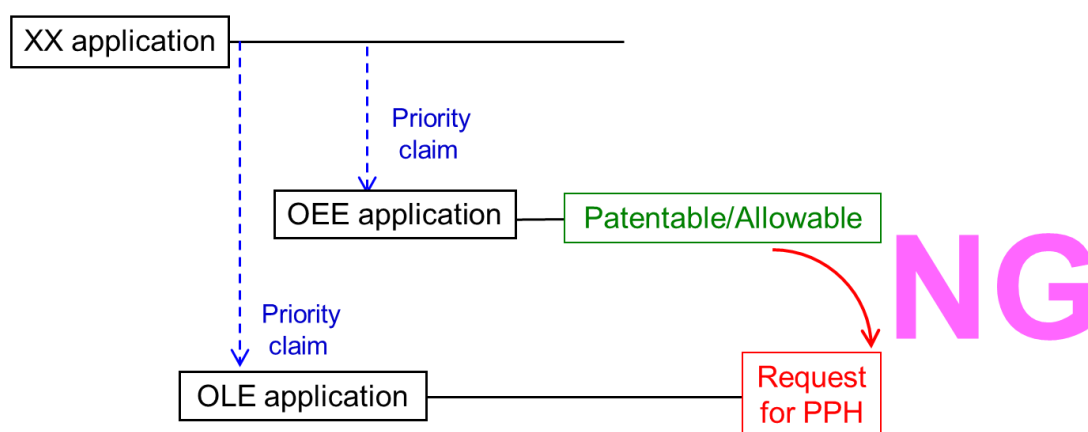 XX application
Priority
claim
OEE application
Patentable/Allowable
NG
Priority
claim
OLE application
Request
for PPH